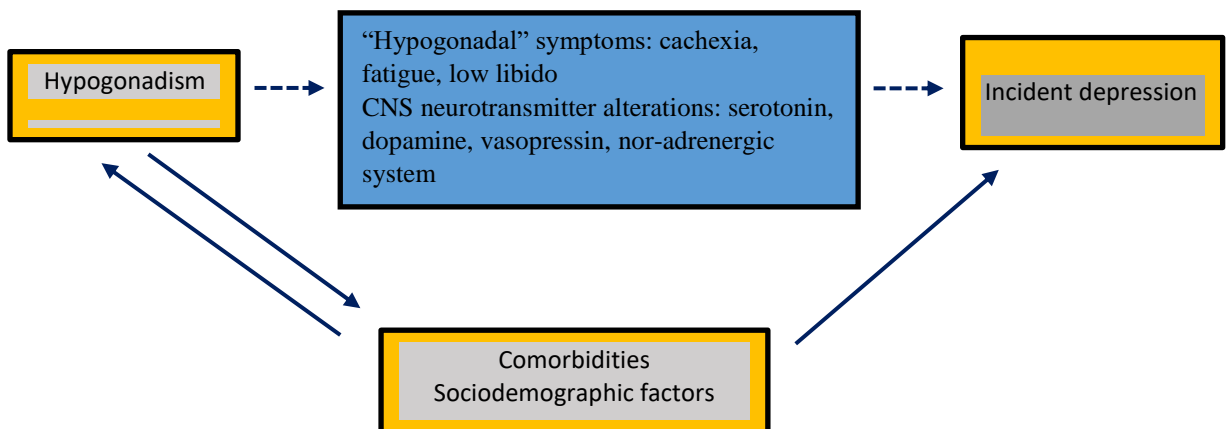 Hypogonadism
“Hypogonadal” symptoms: cachexia,
fatigue, low libido
CNS neurotransmitter alterations: serotonin,
dopamine, vasopressin, nor-adrenergic
system
Incident depression
Comorbidities
Sociodemographic factors